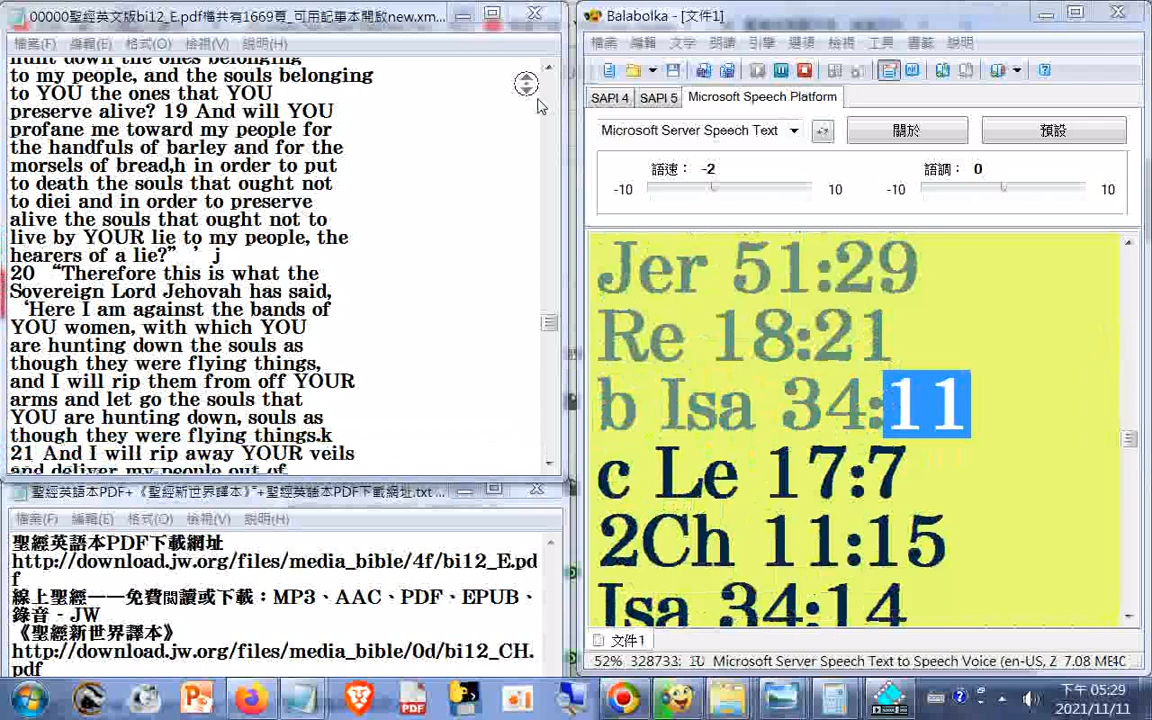 00000聖經英文版bi12_E.pdf檔共有1669頁_可用記事本開啟new.xm...
檔案(F) 編輯(E) 格式(O) 檢視(V) 說明(H)
hunt down the ones belonging
to my people, and the souls belonging
to YOU the ones that YOU
preserve alive? 19 And will YOU
profane me toward my people for
the handfuls of barley and for the
morsels of bread,h in order to put
to death the souls that ought not
to diei and in order to preserve
alive the souls that ought not to
live by YOUR lie to my people, the
hearers of a lie?” ’ j
20 “Therefore this is what the
Sovereign Lord Jehovah has said,
‘Here I am against the bands of
YOU women, with which YOU
are hunting down the souls as
though they were flying things,
and I will rip them from off YOUR
arms and let go the souls that
YOU are hunting down, souls as
though they were flying things.k
21 And I will rip away YOUR veils
and deliver my people out of
聖經英語本PDF+《聖經新世界譯本》+聖經英語本PDF下載網址.txt ...
檔案(F) 編輯(E) 格式(O) 檢視(V) 說明(H)
聖經英語本PDF下載網址
http://download.jw.org/files/media_bible/4f/bi12_E.pd
f
線上聖經——免費閱讀或下載：MP3、AAC、PDF、EPUB、
錄音 - JW
《聖經新世界譯本》
http://download.jw.org/files/media_bible/0d/bi12_CH.
pdf
Balabolka - [文件1]
檔案 編輯 文字 朗讀 引擎 選項 檢視 工具 書籤 說明
SAPI 4 SAPI 5 Microsoft Speech Platform
Microsoft Server Speech Text 關於 預設
語速： -2 語調： 0
-10 10 -10 10
Jer 51:29
Re 18:21
b Isa 34:11
c Le 17:7
2Ch 11:15
Isa 34:14
文件1
52% 328733: Microsoft Server Speech Text to Speech Voice (en-US, Z 7.08 ME
下午 05:29
2021/11/11